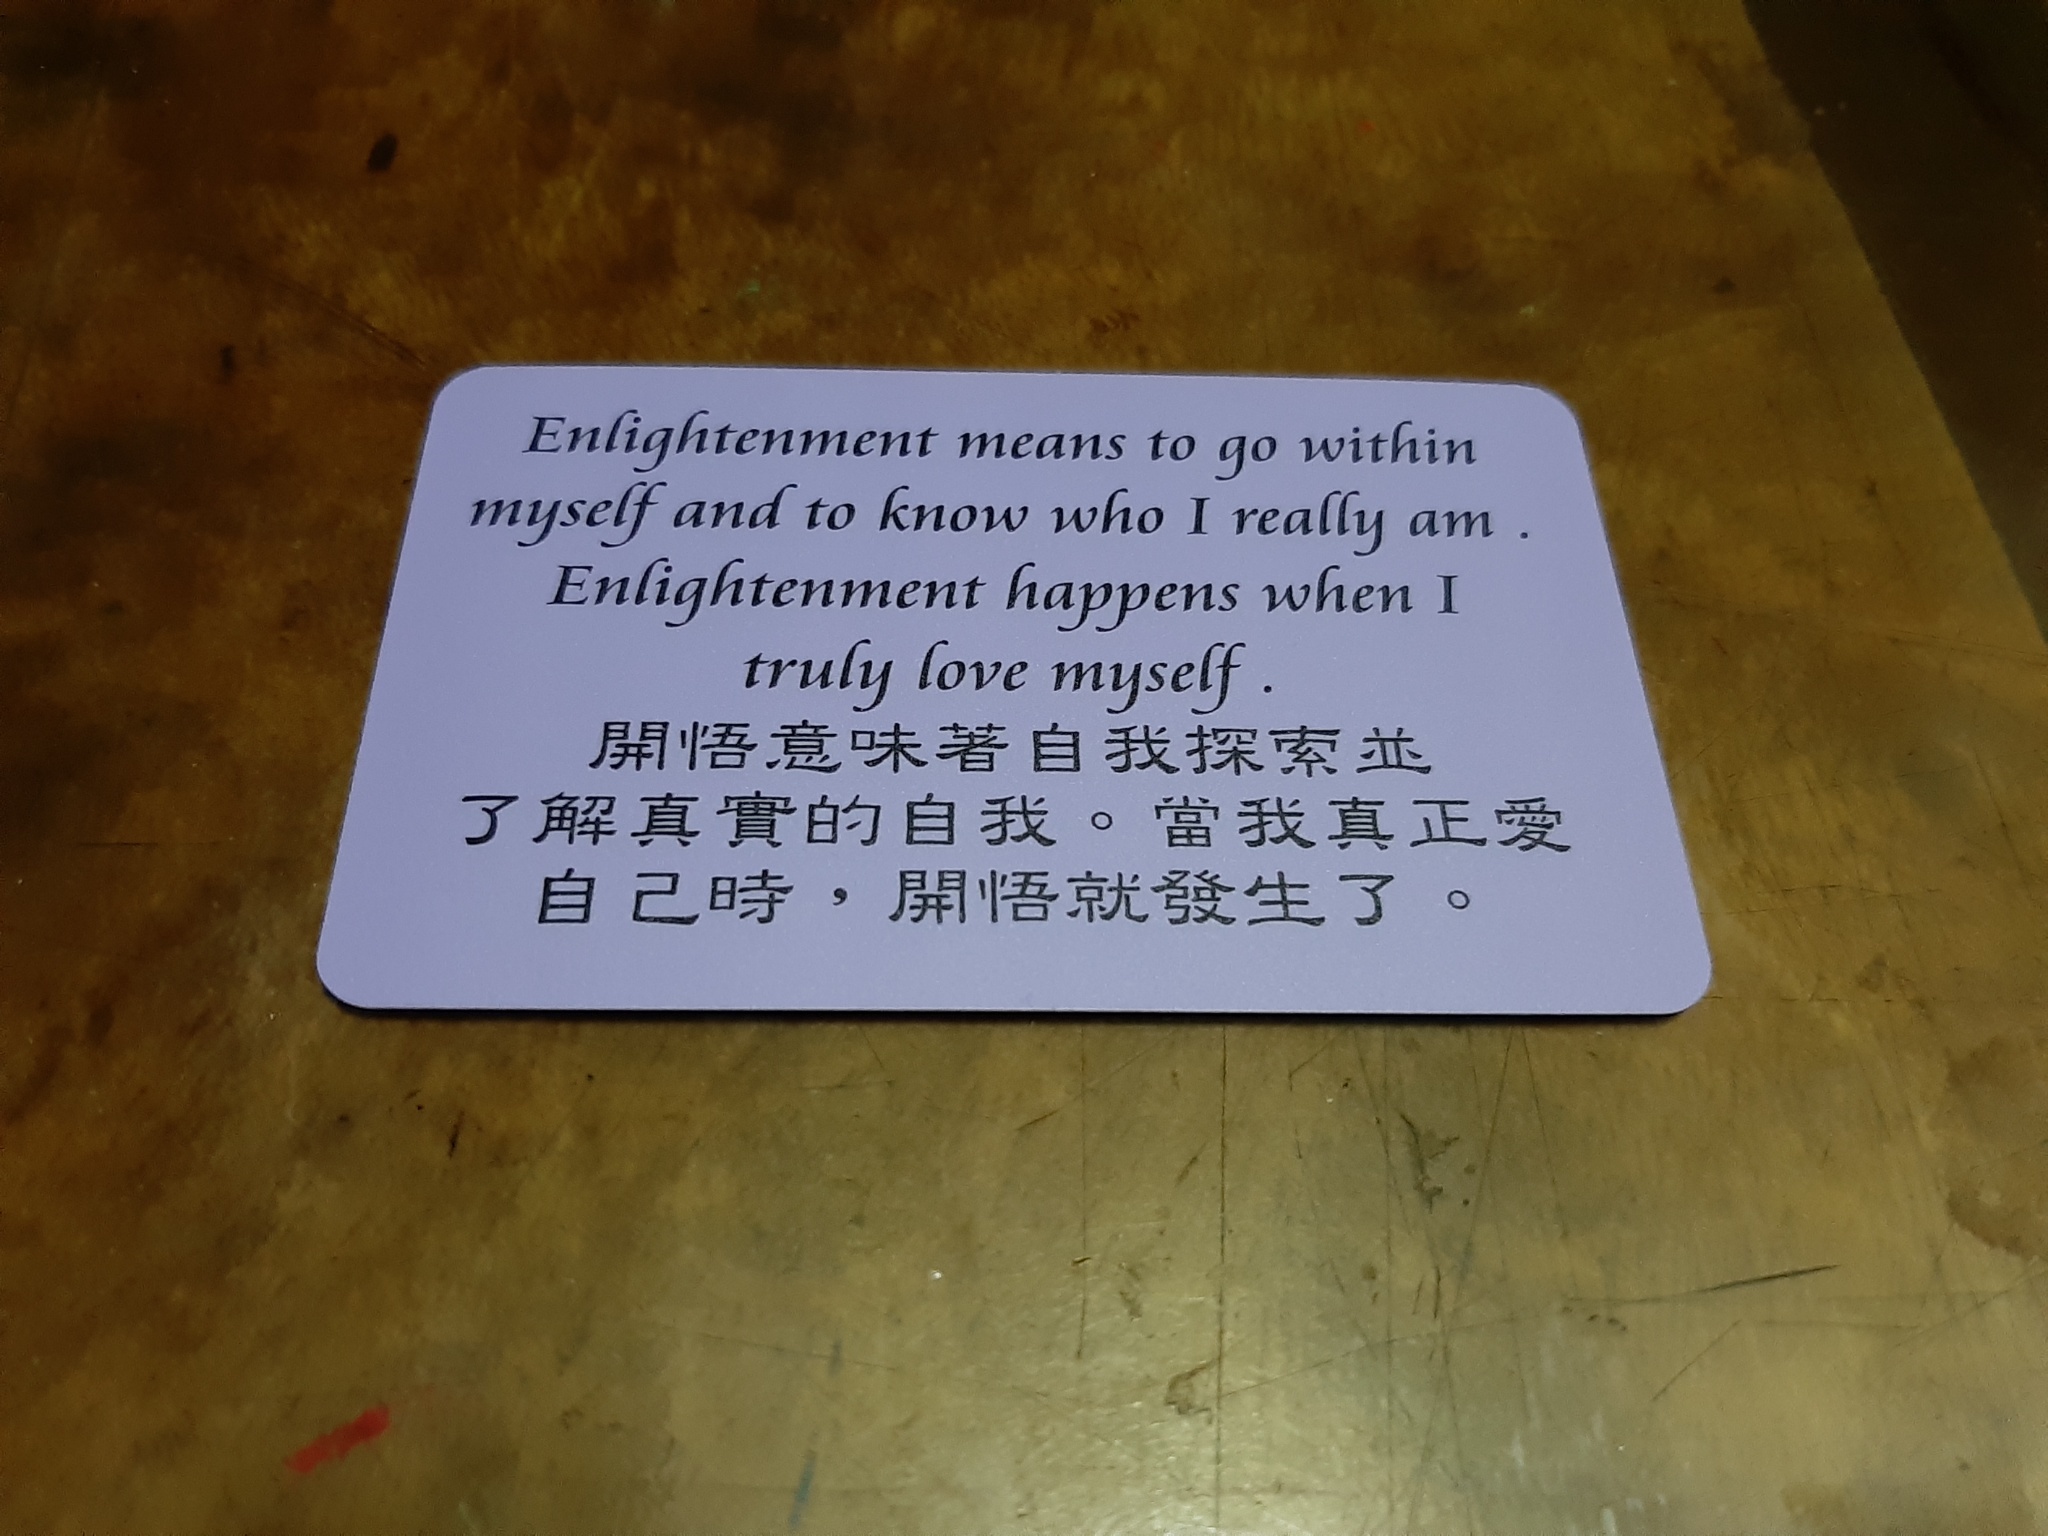 Enlightenment means to go within
myself and to know who I really am .
Enlightenment happens when I
truly love myself .
開悟意味著自我探索並
了解真實的自我。當我真正愛
自己時，開悟就發生了。